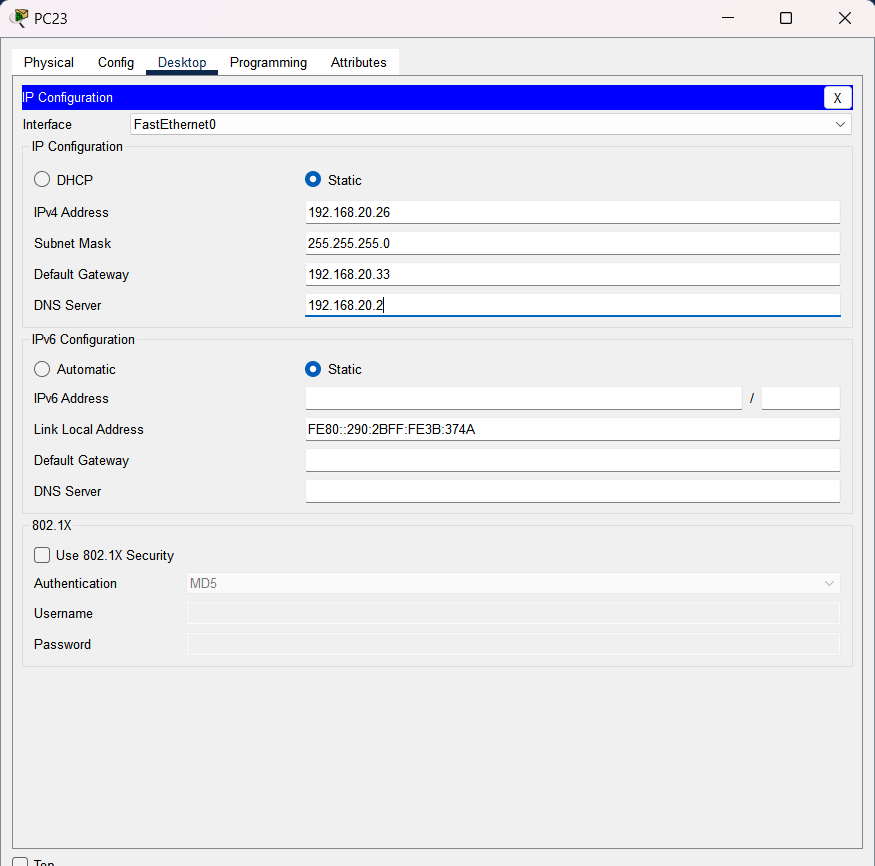 PC23
Physical Config Desktop Programming Attributes
IP Configuration X
Interface FastEthernet0
IP Configuration
DHCP Static
IPv4 Address 192.168.20.26
Subnet Mask 255.255.255.0
Default Gateway 192.168.20.33
DNS Server 192.168.20.2
IPv6 Configuration
Automatic Static
IPv6 Address /
Link Local Address FE80::290:2BFF:FE3B:374A
Default Gateway
DNS Server
802.1X
Use 802.1X Security
Authentication MD5
Username
Password
Top